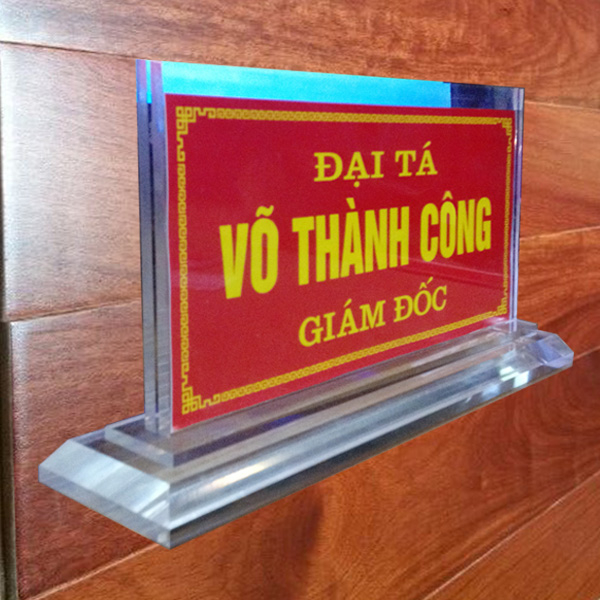 ĐẠI TÁ
VÕ THÀNH CÔNG
GIÁM ĐỐC